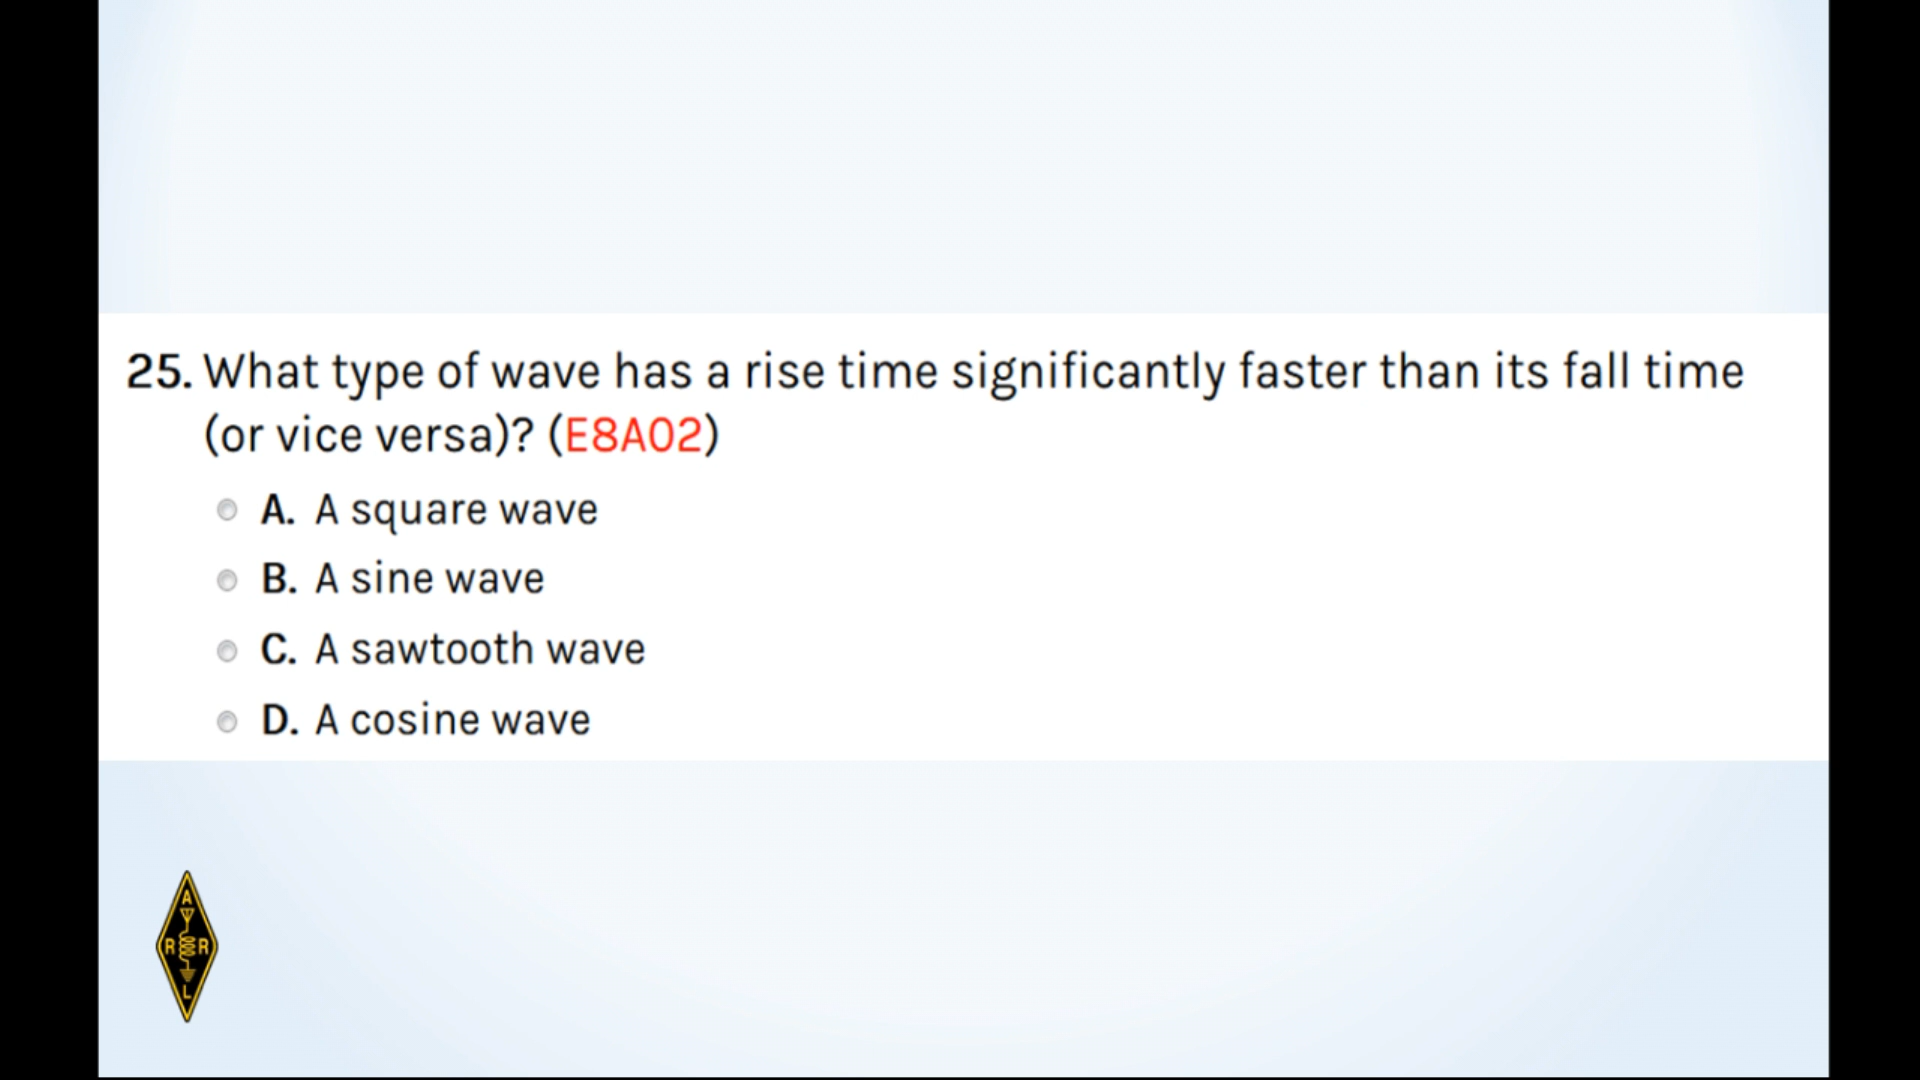 25. What type of wave has a rise time significantly faster than its fall time
(or vice versa)? (E8A02)
A. A square wave
B. A sine wave
C. A sawtooth wave
D. A cosine wave
A
R R
L